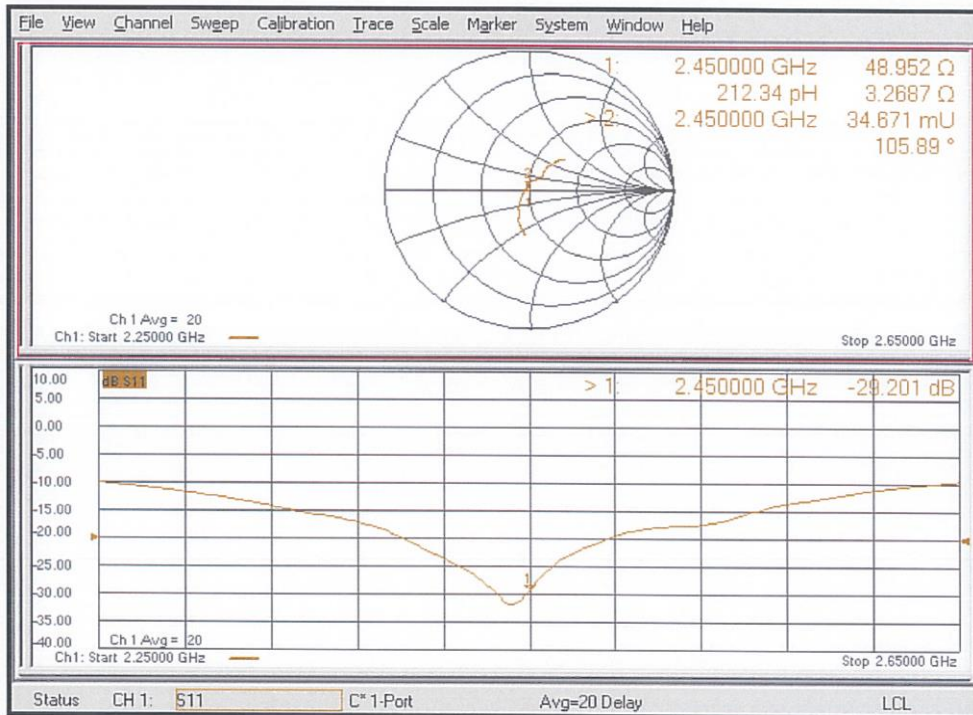 File View Channel Sweep Calibration Trace Scale Marker System Window Help
1: 2.450000 GHz 48.952 Ω
212.34 pH 3.2687 Ω
> 2: 2.450000 GHz 34.671 mU
105.89 °
Ch 1 Avg = 20
Ch1: Start 2.25000 GHz Stop 2.65000 GHz
10.00 dB S11 > 1: 2.450000 GHz -29.201 dB
5.00
0.00
-5.00
-10.00
-15.00
-20.00
-25.00
1
-30.00
-35.00
-40.00 Ch 1 Avg = 20
Ch1: Start 2.25000 GHz Stop 2.65000 GHz
Status CH 1: S11 C* 1-Port Avg=20 Delay LCL